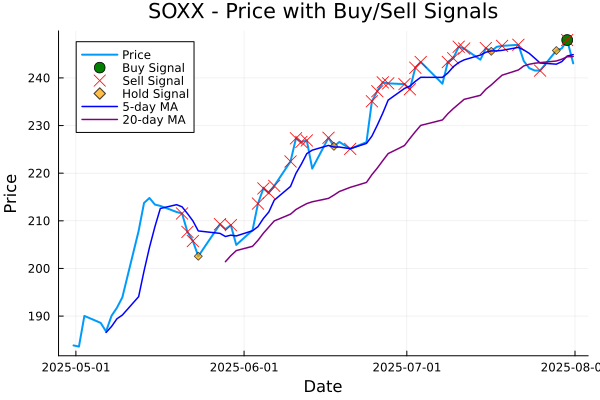 SOXX - Price with Buy/Sell Signals
Price
Buy Signal
Sell Signal
Hold Signal
5-day MA
20-day MA
240
230
220
210
200
190
Price
2025-05-01
2025-06-01
2025-07-01
2025-08-0
Date